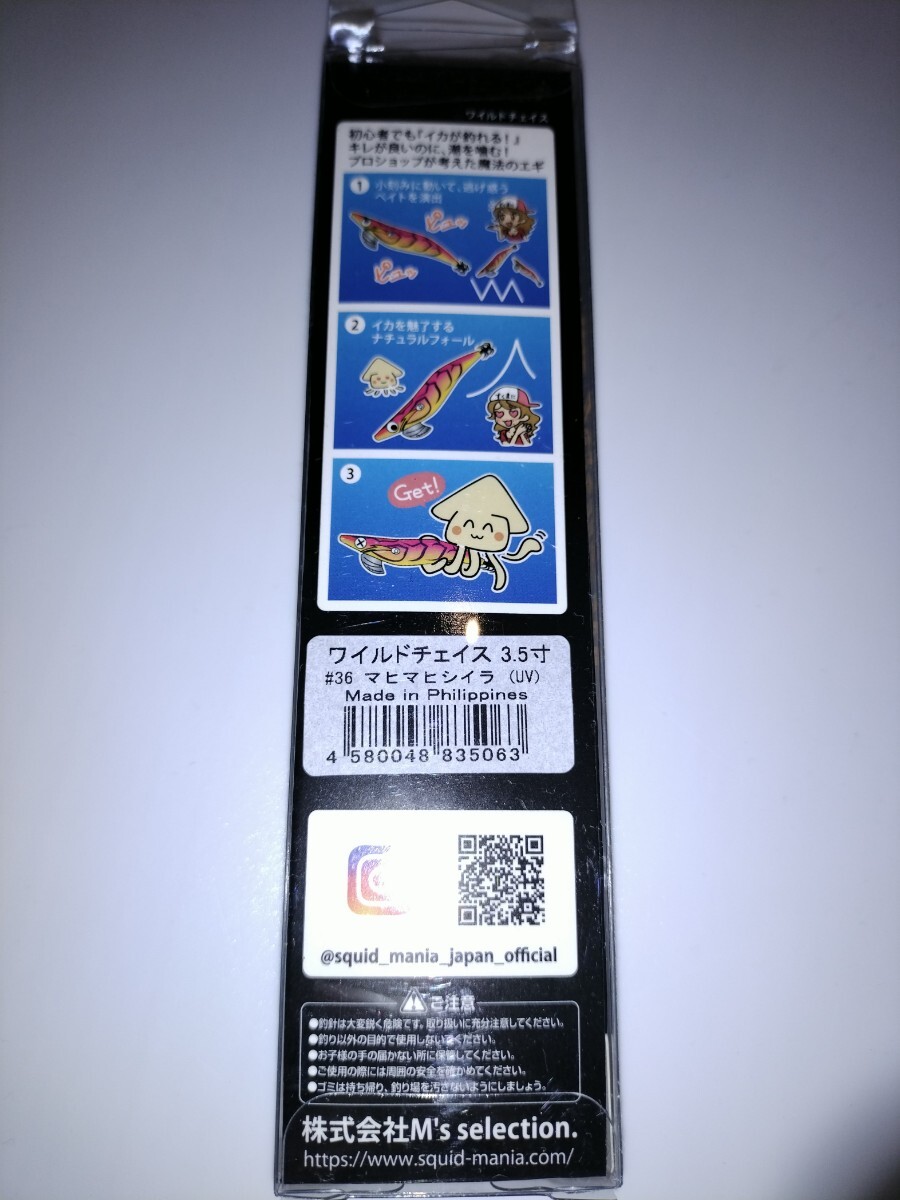 ワイルドチェイス
初心者でも「イカが釣れる！」
キレが良いのに、潮を噛む！
プロショップが考えた魔法のエギ
1 小刻みに動いて、逃げ惑う
ベイトを演出
ピュッ
ピュッ
2 イカを魅了する
ナチュラルフォール
3
Get!
ワイルドチェイス 3.5寸
#36 マヒマヒシイラ (UV)
Made in Philippines
4 580048 835063
@squid_mania_japan_official
ご注意
●釣針は大変鋭く危険です。取り扱いに充分注意してください。
●釣り以外の目的で使用しないでください。
●お子様の手の届かない所に保管してください。
●ご使用の際には周囲の安全を確かめてください。
●ゴミは持ち帰り、釣り場を汚さないようにしましょう。
株式会社M's selection.
https://www.squid-mania.com/